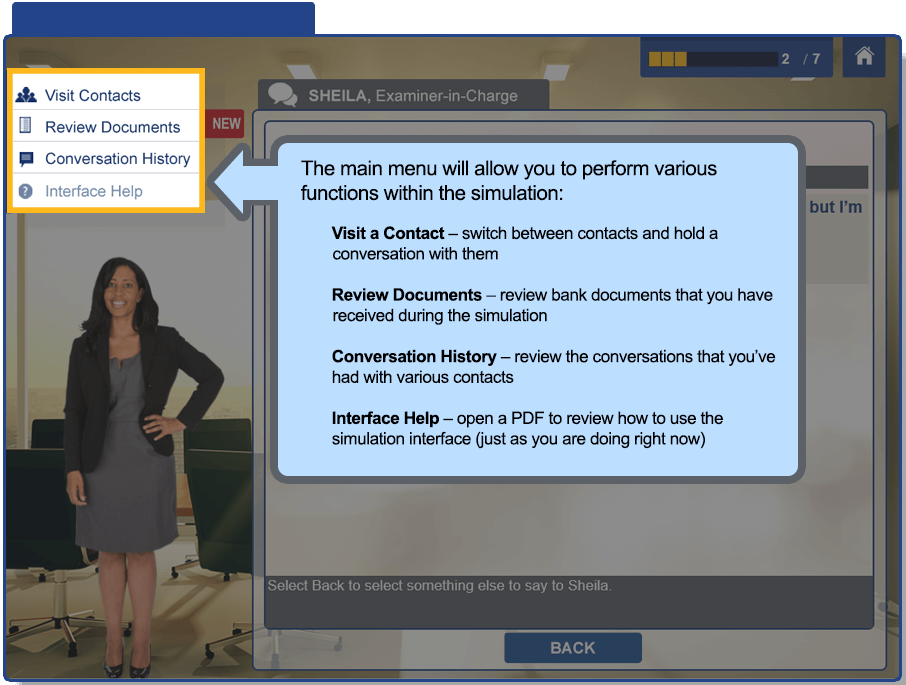 2 / 7
Visit Contacts
SHEILA, Examiner-in-Charge
Review Documents
NEW
Conversation History
Interface Help
The main menu will allow you to perform various
functions within the simulation:
Visit a Contact – switch between contacts and hold a
conversation with them
Review Documents – review bank documents that you have
received during the simulation
Conversation History – review the conversations that you’ve
had with various contacts
Interface Help – open a PDF to review how to use the
simulation interface (just as you are doing right now)
but I’m
Select Back to select something else to say to Sheila.
BACK